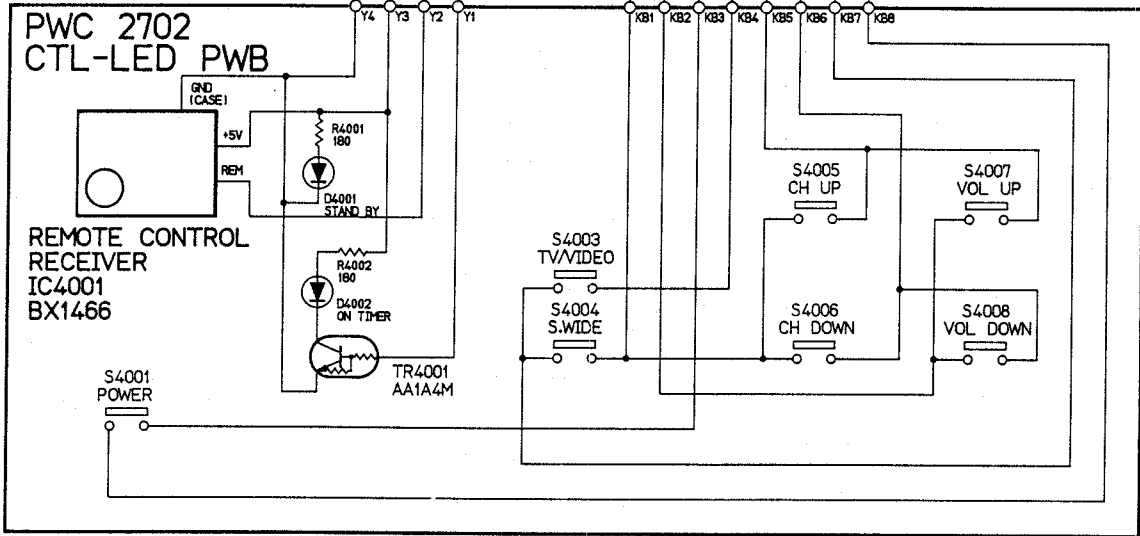 Y4 Y3 Y2 Y1 KB1 KB2 KB3 KB4 KB5 KB6 KB7 KB8
PWC 2702
CTL-LED PWB
GND
(CASE)
+5V
REM
R4001
180
D4001
STAND BY
REMOTE CONTROL
RECEIVER
IC4001
BX1466
R4002
180
D4002
ON TIMER
TR4001
AA1A4M
S4001
POWER
S4003
TV/VIDEO
S4004
S.WIDE
S4005
CH UP
S4006
CH DOWN
S4007
VOL UP
S4008
VOL DOWN